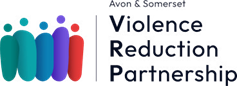 Avon & Somerset
Violence
Reduction
Partnership